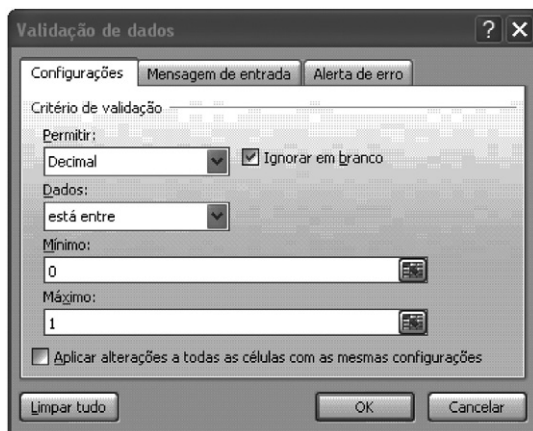 Validação de dados
Configurações Mensagem de entrada Alerta de erro
Critério de validação
Permitir:
Decimal Ignorar em branco
Dados:
está entre
Mínimo:
0
Máximo:
1
Aplicar alterações a todas as células com as mesmas configurações
Limpar tudo OK Cancelar